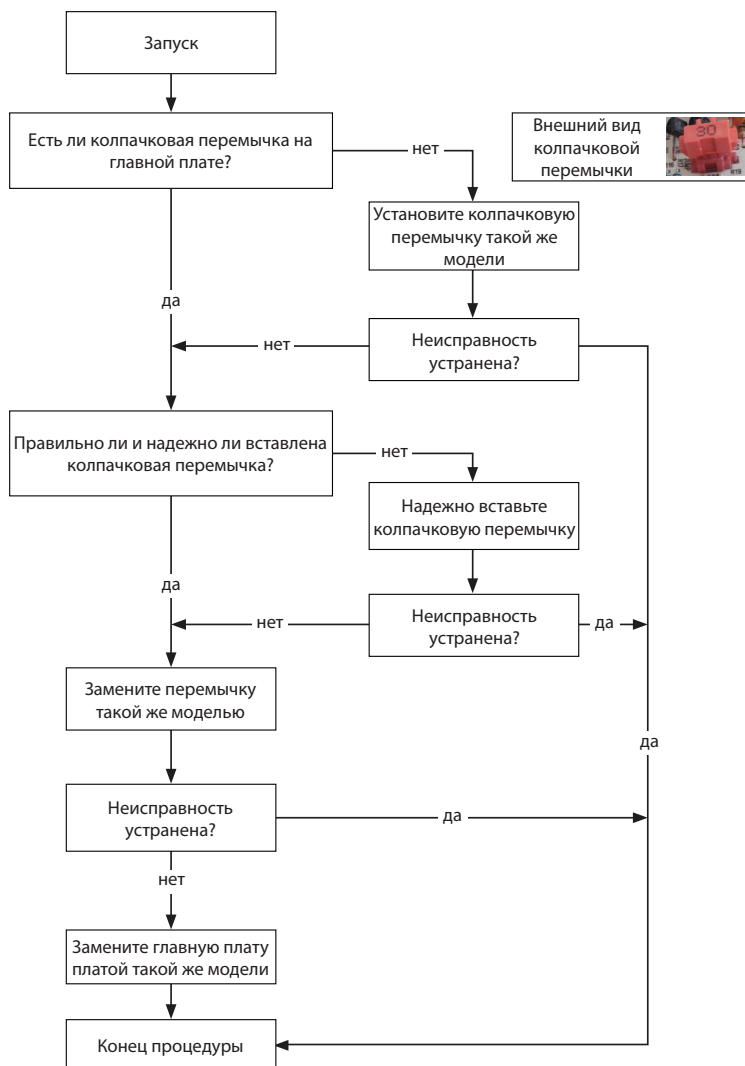 Запуск
Есть ли колпачковая перемычка на
главной плате?
нет
Внешний вид
колпачковой
перемычки
30
Установите колпачковую
перемычку такой же
модели
да
нет
Неисправность
устранена?
Правильно ли и надежно ли вставлена
колпачковая перемычка?
нет
Надежно вставьте
колпачковую перемычку
да
нет
Неисправность
устранена?
да
Замените перемычку
такой же моделью
да
Неисправность
устранена?
да
нет
Замените главную плату
платой такой же модели
Конец процедуры